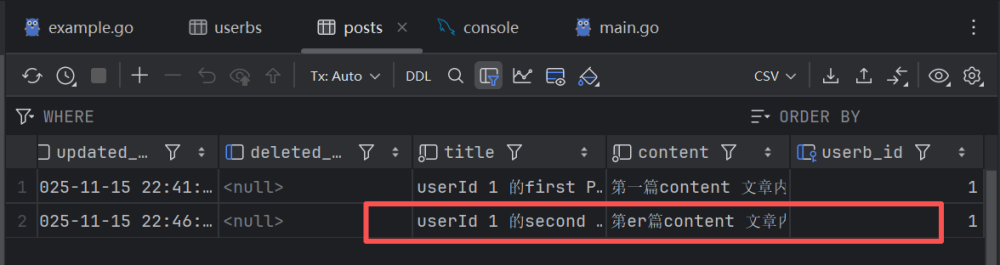 example.go userbs posts console main.go
Tx: Auto DDL CSV
WHERE ORDER BY
updated_... deleted_... title content userb_id
1 025-11-15 22:41:... <null> userId 1 的first P... 第一篇content 文章内 1
2 025-11-15 22:46:... <null> userId 1 的second ... 第er篇content 文章内 1